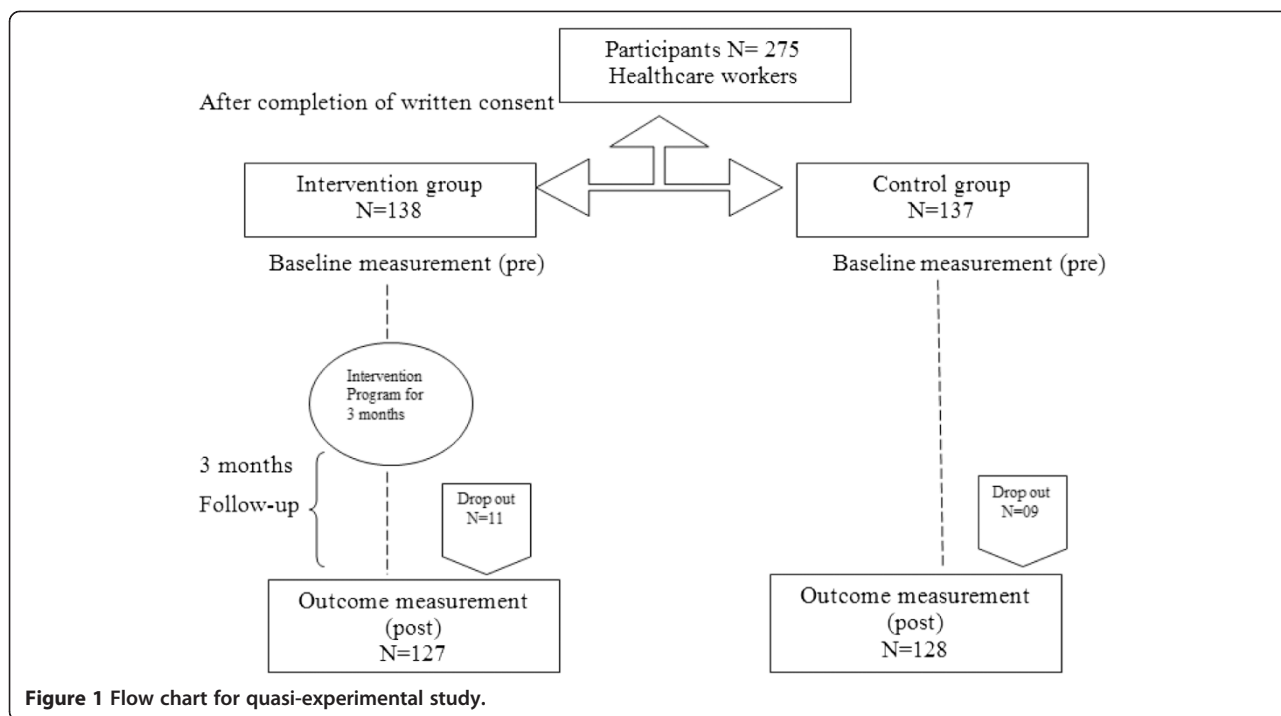 Participants N= 275
Healthcare workers
After completion of written consent
Intervention group
N=138
Control group
N=137
Baseline measurement (pre)
Baseline measurement (pre)
Intervention
Program for
3 months
3 months
Follow-up
Drop out
N=11
Drop out
N=09
Outcome measurement
(post)
N=127
Outcome measurement
(post)
N=128
Figure 1 Flow chart for quasi-experimental study.